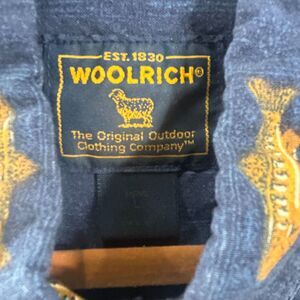 EST. 1830
WOOLRICH®
The Original Outdoor
Clothing Company™